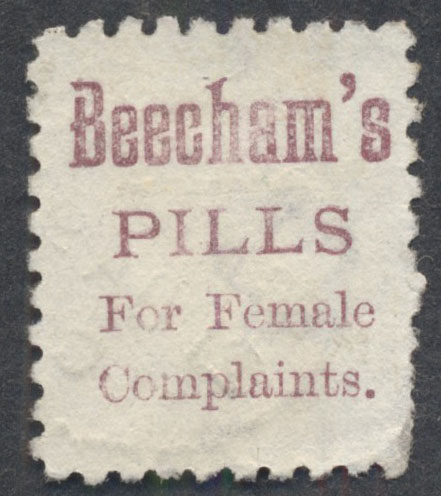 Beecham's
PILLS
For Female
Complaints.